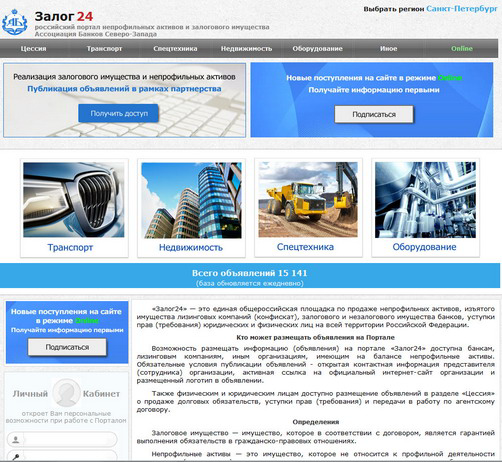 Выбрать регион Санкт-Петербург
Залог 24
российский портал непрофильных активов и залогового имущества
Ассоциация Банков Северо-Запада
Цессия Транспорт Спецтехника Недвижимость Оборудование Иное Online
Реализация залогового имущества и непрофильных активов
Публикация объявлений в рамках партнерства
Получить доступ
Новые поступления на сайте в режиме Online
Получайте информацию первыми
Подписаться
Транспорт Недвижимость Спецтехника Оборудование
Всего объявлений 15 141
(база обновляется ежедневно)
Новые поступления на сайте
в режиме Online
Получайте информацию первыми
Подписаться
Личный Кабинет
откроет Вам персональные
возможности при работе с Порталом
«Залог24» — это единая общероссийская площадка по продаже непрофильных активов, изъятого
имущества лизинговых компаний (конфискат), залогового и незалогового имущества банков, уступки
прав (требования) юридических и физических лиц на всей территории Российской Федерации.
Кто может размещать объявления на Портале
Возможность размещать информацию (объявления) на портале «Залог24» доступна банкам,
лизинговым компаниям, иным организациям, имеющим на балансе непрофильные активы.
Обязательные условия публикации объявлений - открытая контактная информация представителя
(сотрудника) организации, активная ссылка на официальный интернет-сайт организации и
размещенный логотип в объявлении.
Также физическим и юридическим лицам доступно размещение объявлений в разделе «Цессия»
о продаже долговых обязательств, уступки прав (требования) и передачи в работу по агентскому
договору.
Определения
Залоговое имущество — имущество, которое в соответствии с договором, является гарантией
выполнения обязательств в гражданско-правовых отношениях.
Непрофильные активы — это имущество, которое не относится к профильной деятельности